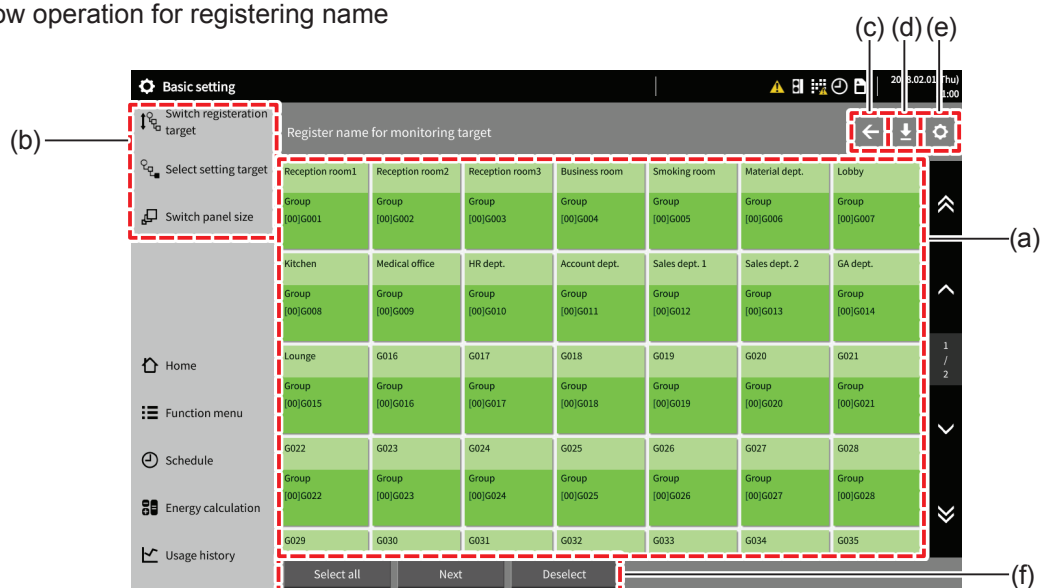 ow operation for registering name
(c) (d) (e)
Basic setting
01 (Thu)
1:00
(b)
Switch registeration
target
Select setting target
Switch panel size
Register name for monitoring target
Reception room1 Reception room2 Reception room3 Business room Smoking room Material dept. Lobby
Group Group Group Group Group Group Group
[00]G001 [00]G002 [00]G003 [00]G004 [00]G005 [00]G006 [00]G007
(a)
Kitchen Medical office HR dept. Account dept. Sales dept. 1 Sales dept. 2 GA dept.
Group Group Group Group Group Group Group
[00]G008 [00]G009 [00]G010 [00]G011 [00]G012 [00]G013 [00]G014
Lounge G016 G017 G018 G019 G020 G021
Group Group Group Group Group Group Group
[00]G015 [00]G016 [00]G017 [00]G018 [00]G019 [00]G020 [00]G021
1
/
2
G022 G023 G024 G025 G026 G027 G028
Group Group Group Group Group Group Group
[00]G022 [00]G023 [00]G024 [00]G025 [00]G026 [00]G027 [00]G028
G029 G030 G031 G032 G033 G034 G035
Home
Function menu
Schedule
Energy calculation
Usage history
Select all Next Deselect
(f)